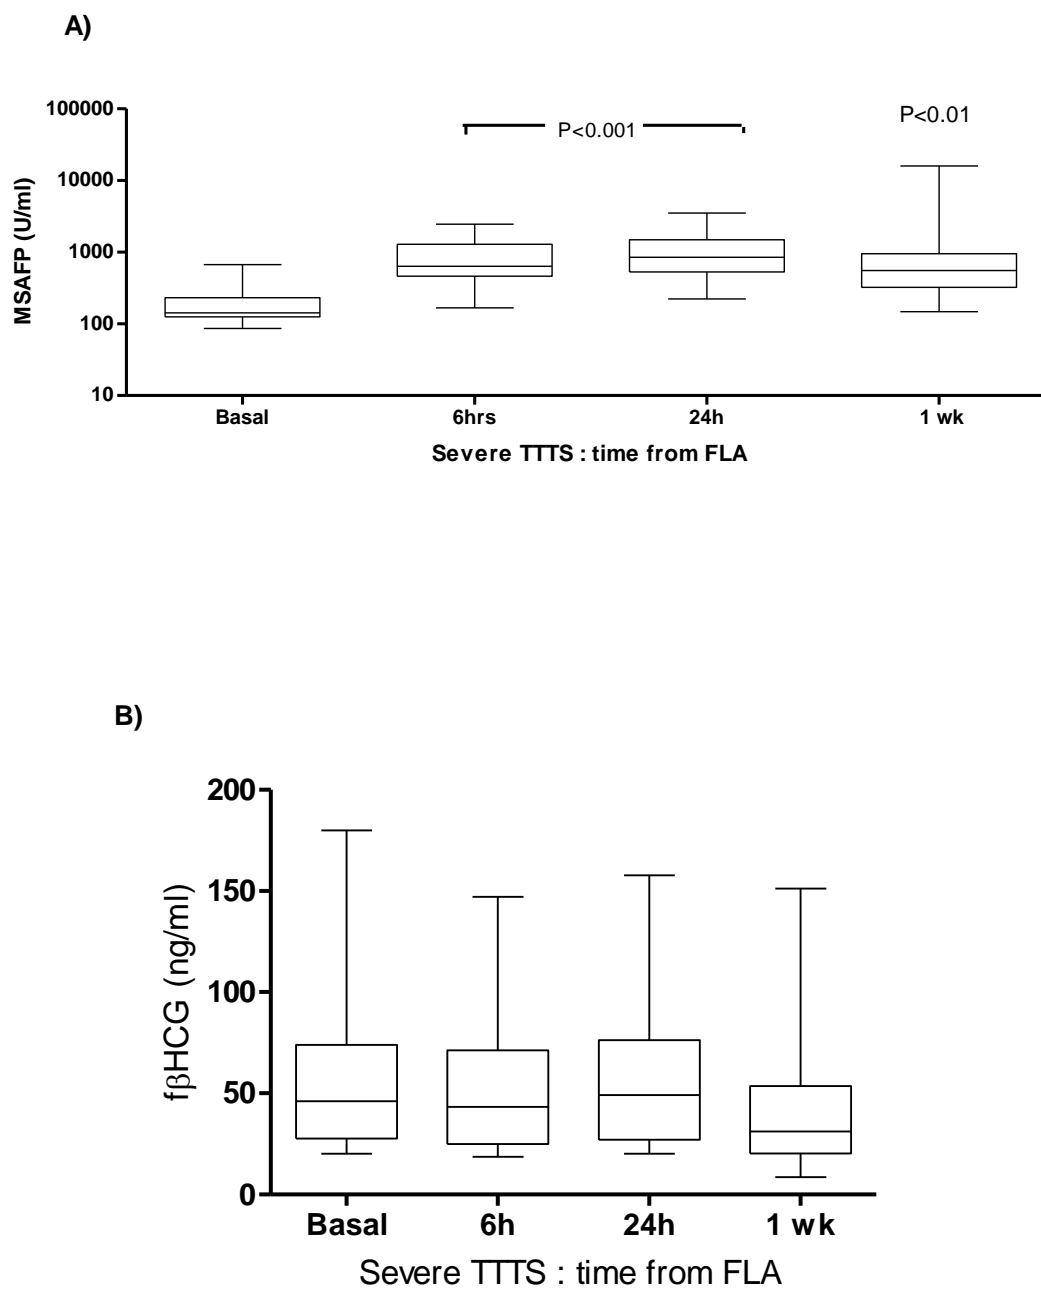 A)
100000
10000
1000
100
10
MSAFP (U/ml)
P<0.001
P<0.01
Basal
6hrs
24h
1 wk
Severe TTTS : time from FLA
B)
200
150
100
50
0
fβHCG (ng/ml)
Basal
6h
24h
1 wk
Severe TTTS : time from FLA